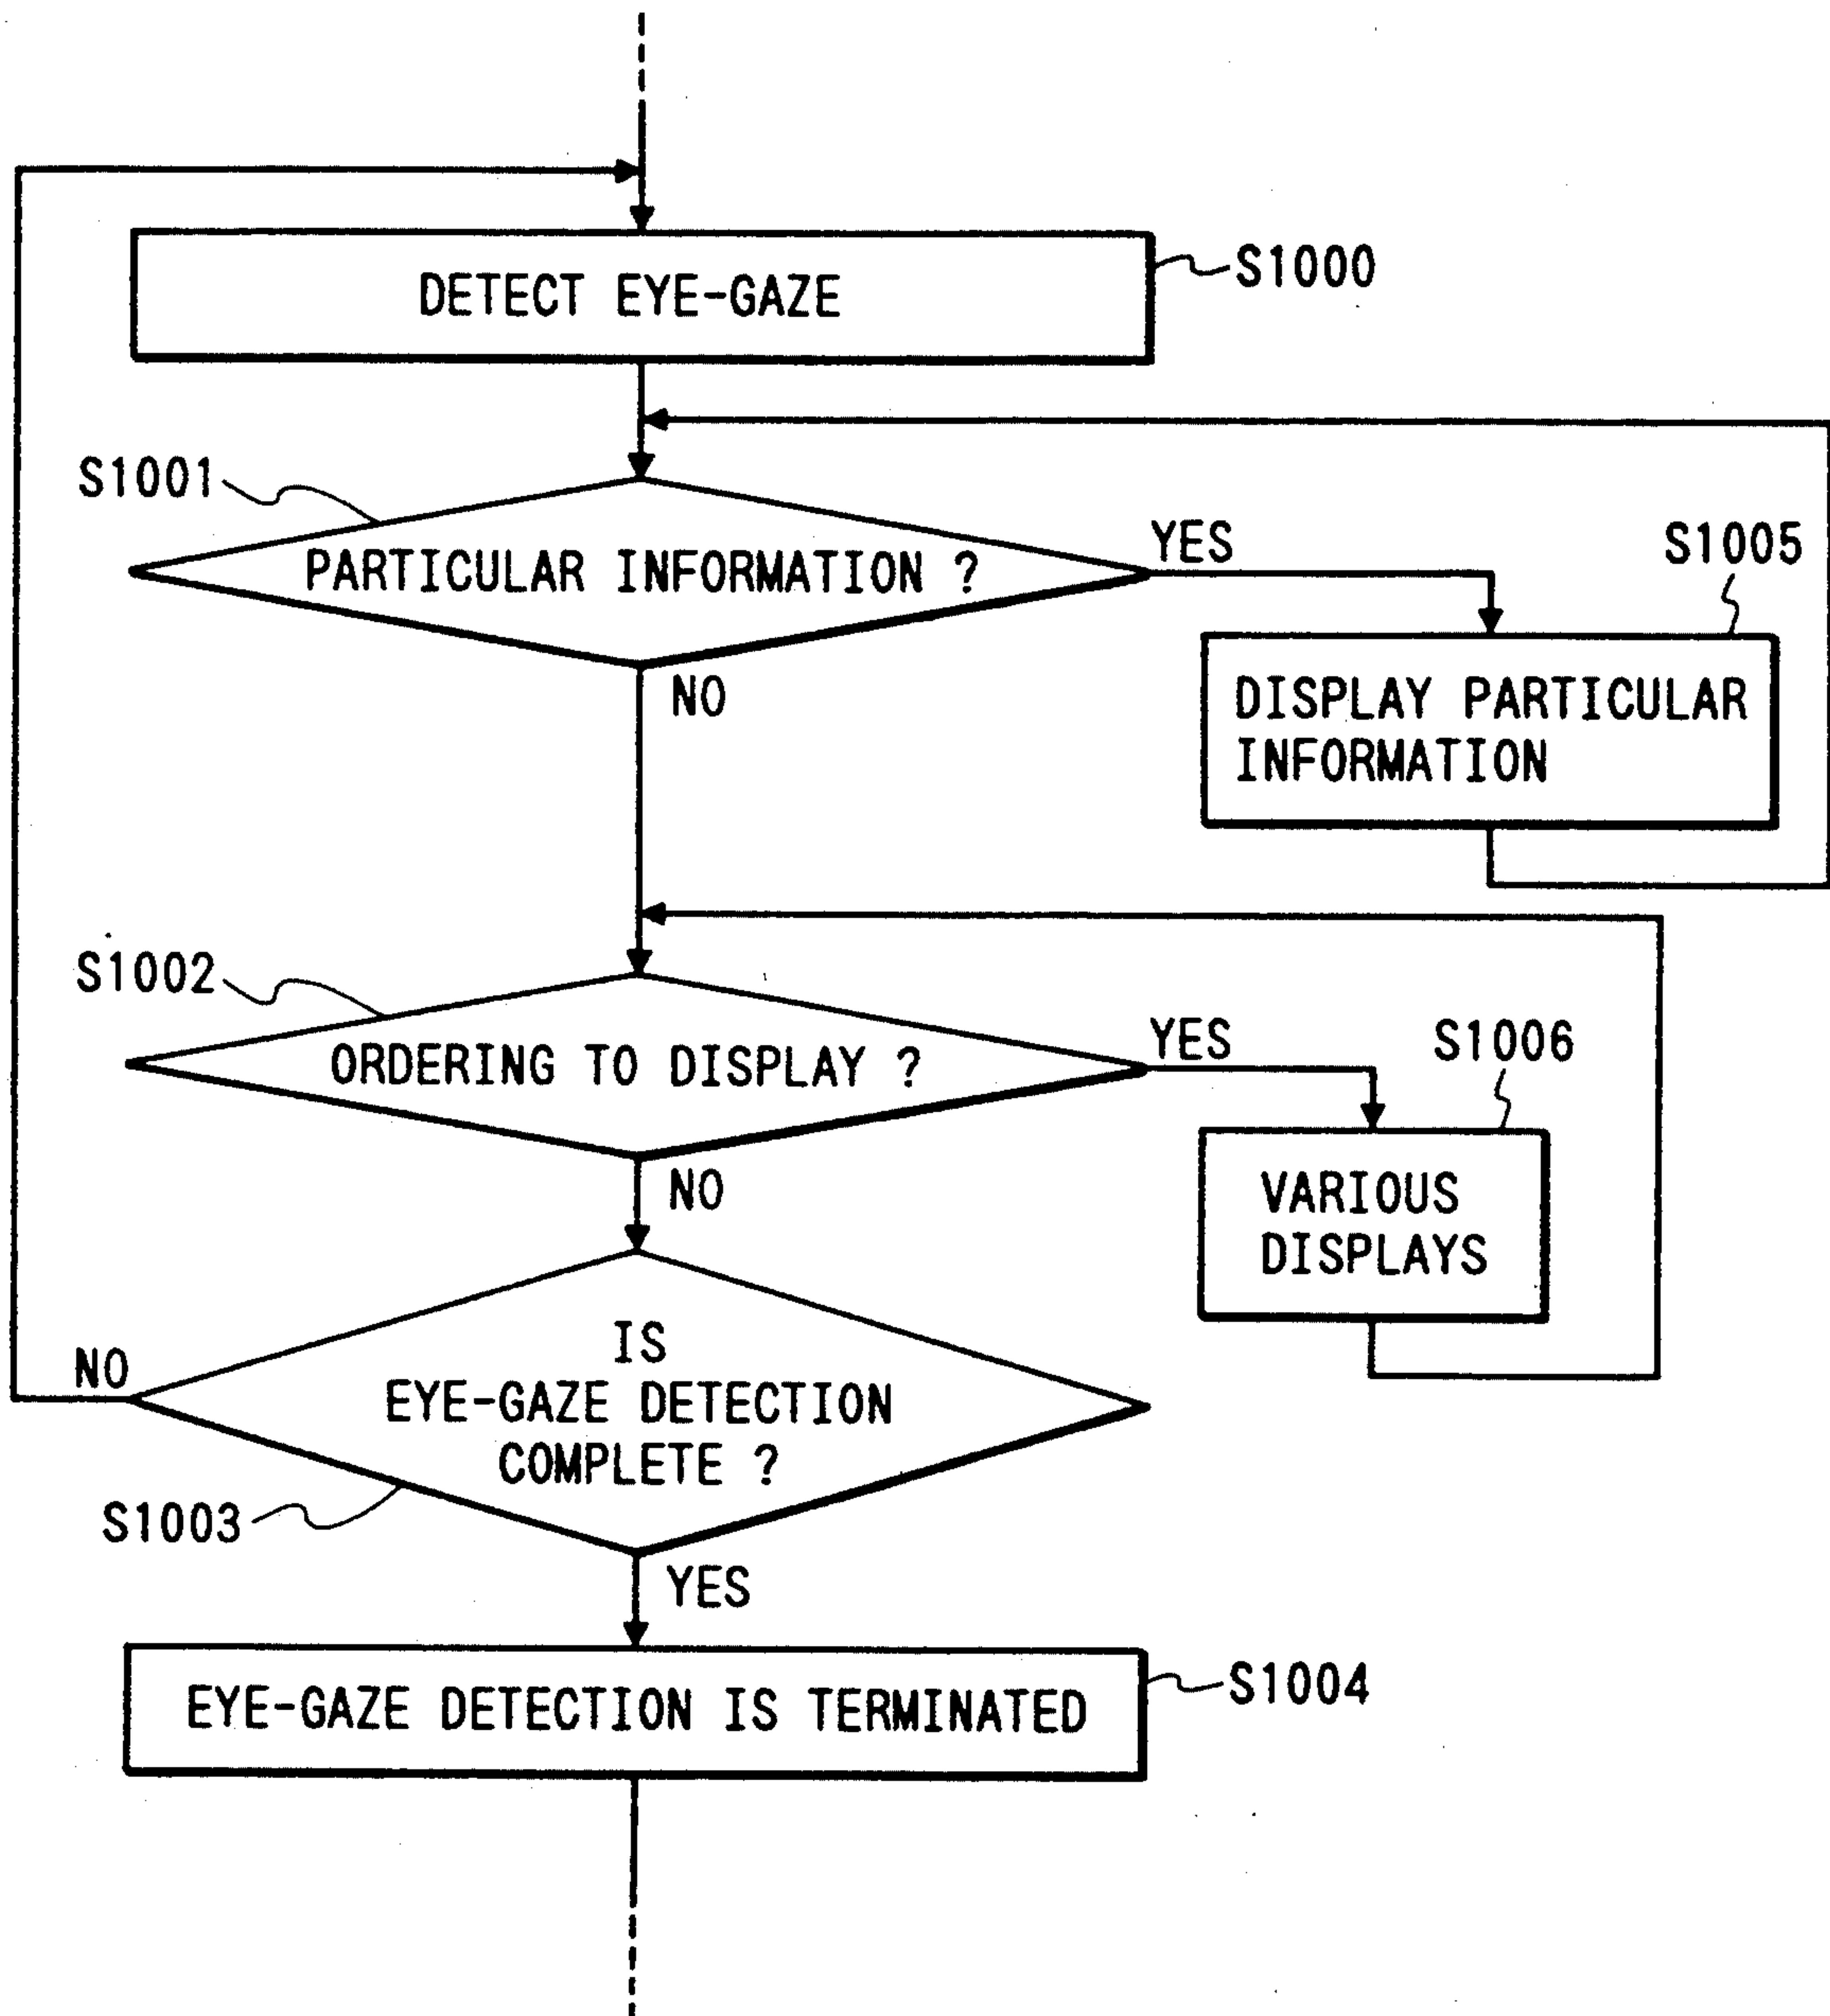 DETECT EYE-GAZE
S1000
S1001
PARTICULAR INFORMATION ?
YES
S1005
NO
DISPLAY PARTICULAR
INFORMATION
S1002
ORDERING TO DISPLAY ?
YES
S1006
NO
VARIOUS
DISPLAYS
IS
EYE-GAZE DETECTION
COMPLETE ?
NO
S1003
YES
EYE-GAZE DETECTION IS TERMINATED
S1004